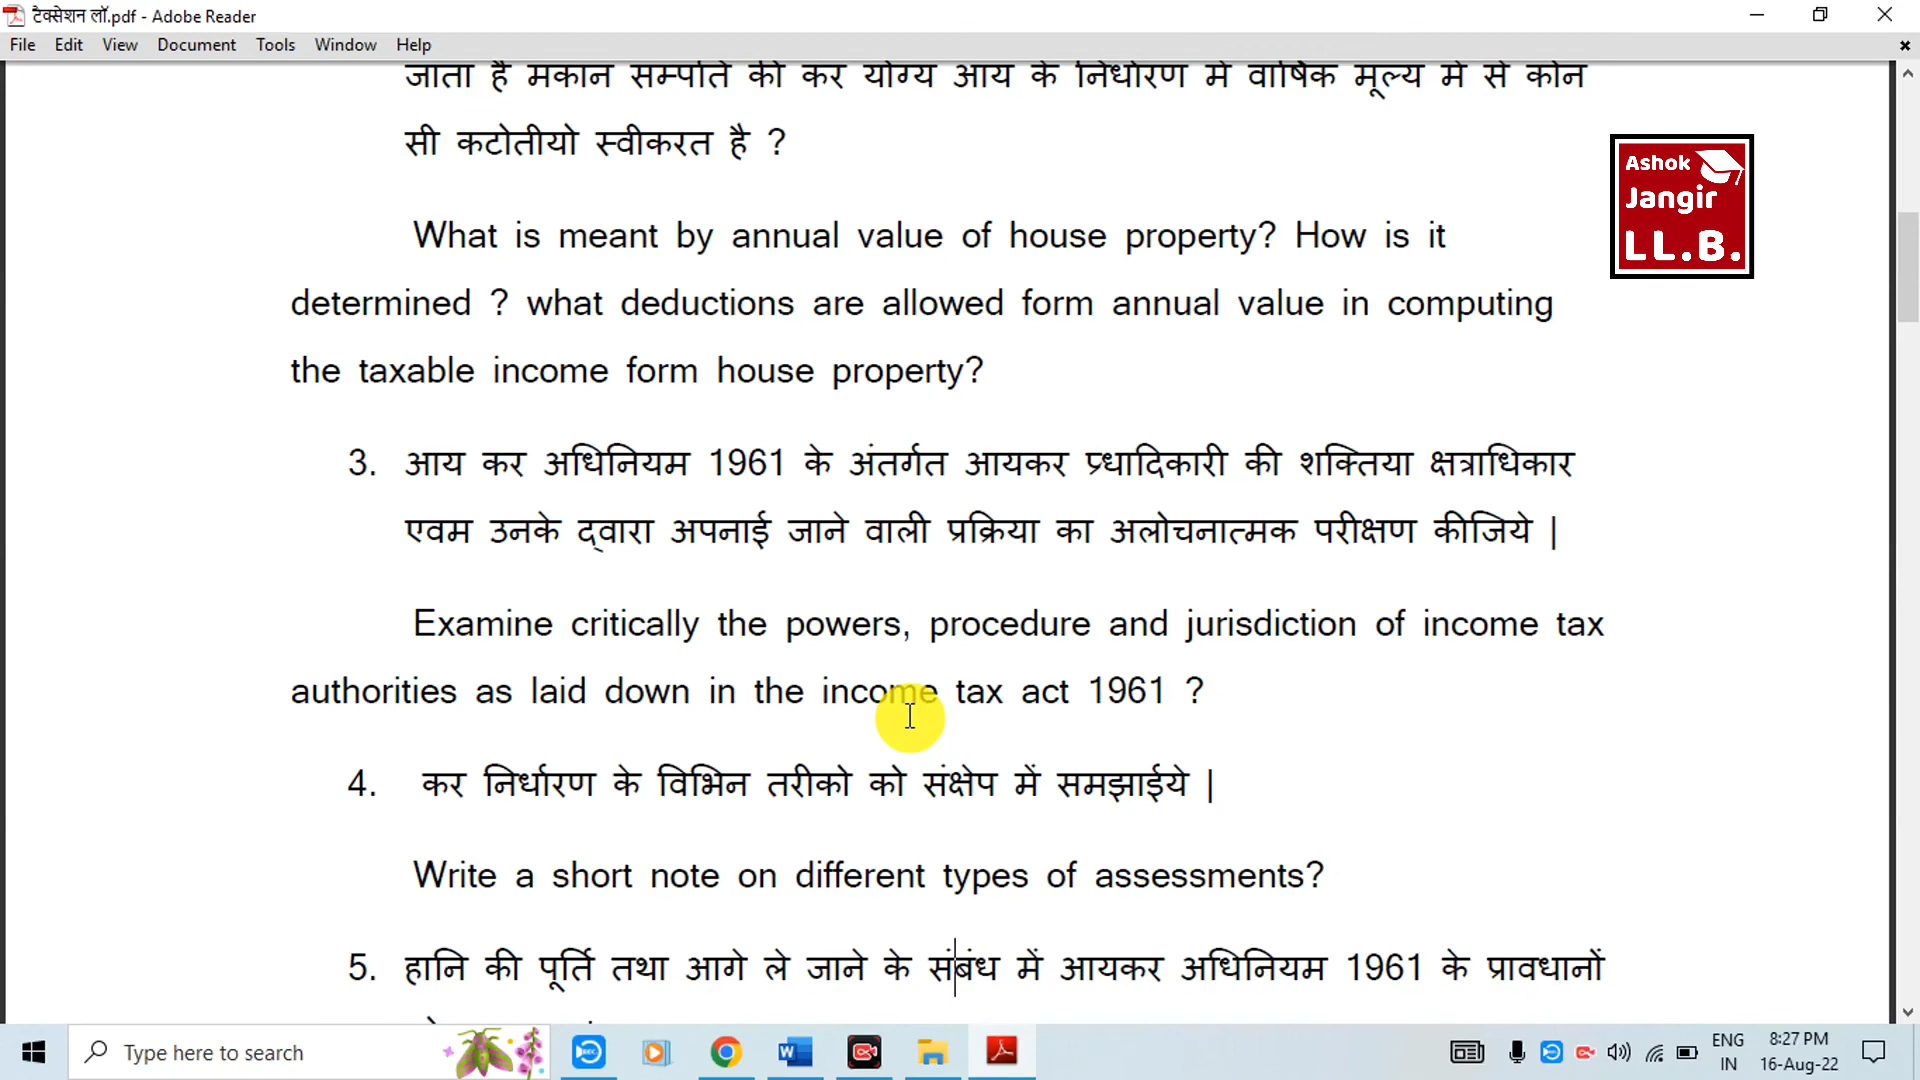 टैक्सेशन लॉ.pdf - Adobe Reader
File Edit View Document Tools Window Help
जाता है मकान सम्पति की कर योग्य आय के निर्धारण में वार्षिक मूल्य में से कोन
सी कटोतीयो स्वीकरत है ?
Ashok
Jangir
LL.B.
What is meant by annual value of house property? How is it
determined ? what deductions are allowed form annual value in computing
the taxable income form house property?
3. आय कर अधिनियम 1961 के अंतर्गत आयकर प्रधादिकारी की शक्तिया क्षत्राधिकार
एवम उनके द्वारा अपनाई जाने वाली प्रक्रिया का अलोचनात्मक परीक्षण कीजिये |
Examine critically the powers, procedure and jurisdiction of income tax
authorities as laid down in the income tax act 1961 ?
4. कर निर्धारण के विभिन तरीको को संक्षेप में समझाईये |
Write a short note on different types of assessments?
5. हानि की पूर्ति तथा आगे ले जाने के संबंध में आयकर अधिनियम 1961 के प्रावधानों
Type here to search
ENG
IN
8:27 PM
16-Aug-22